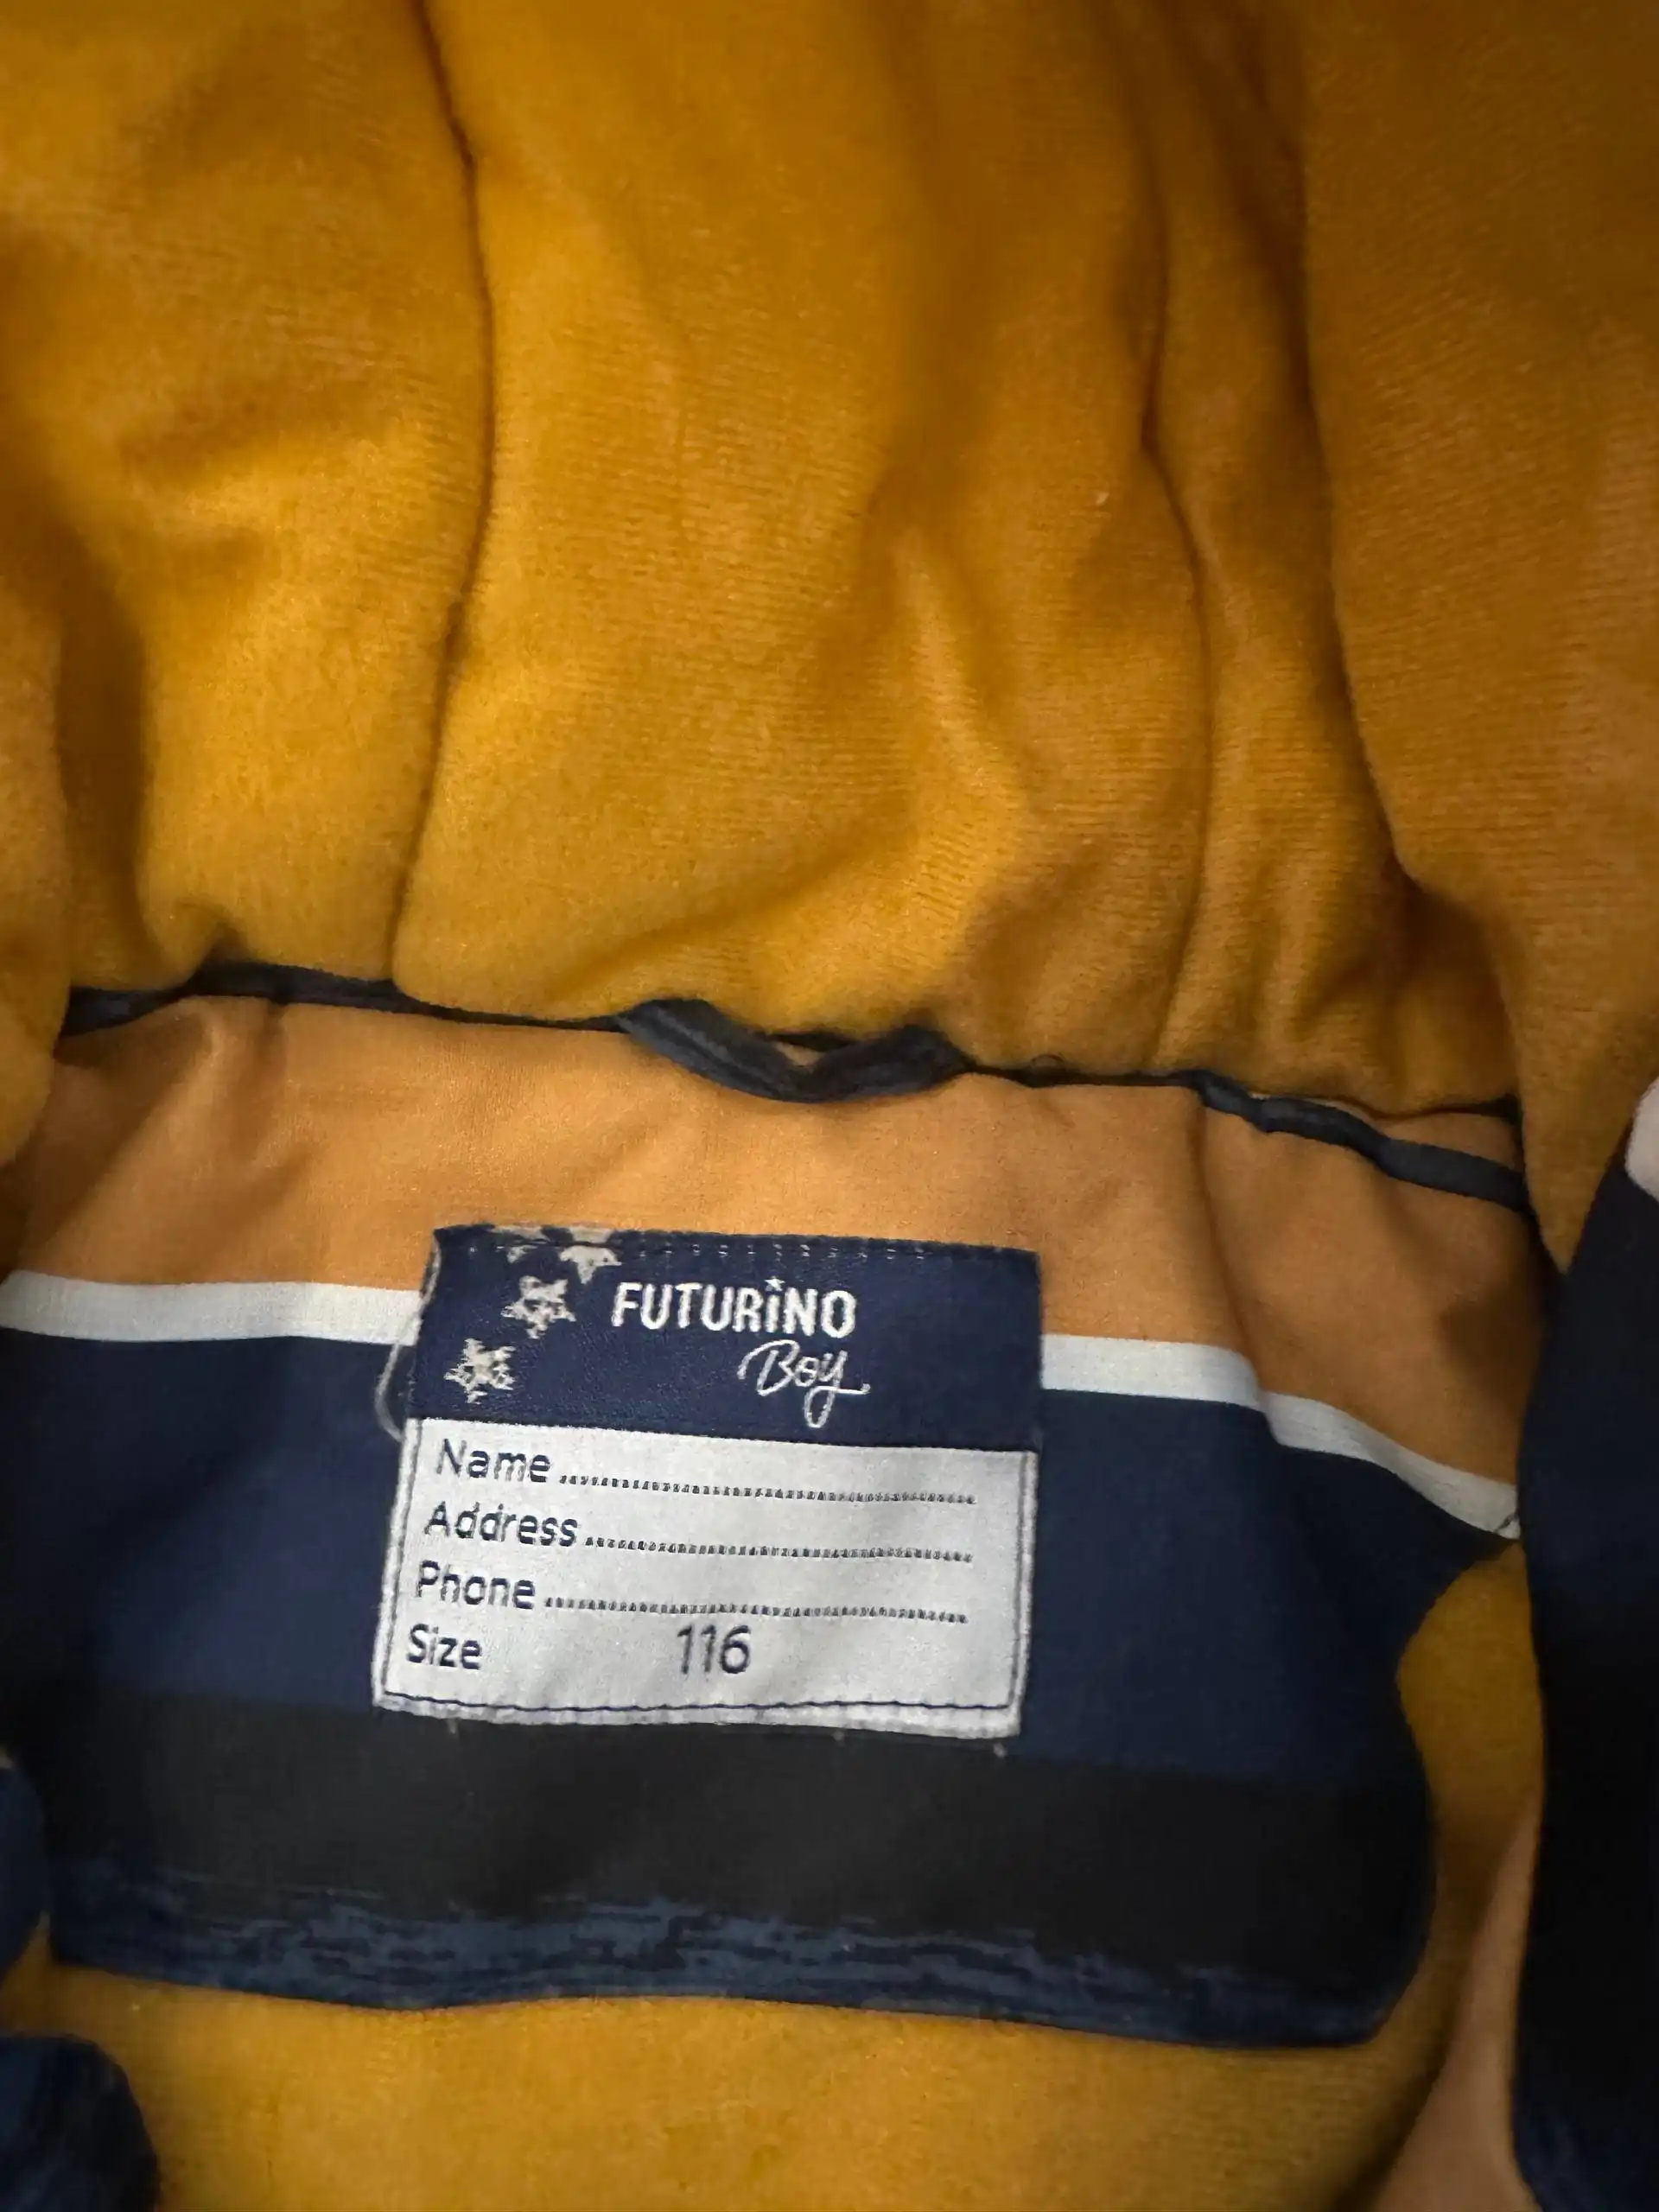 FUTURiNO
Boy
Name ........................................
Address ........................................
Phone ........................................
Size 116